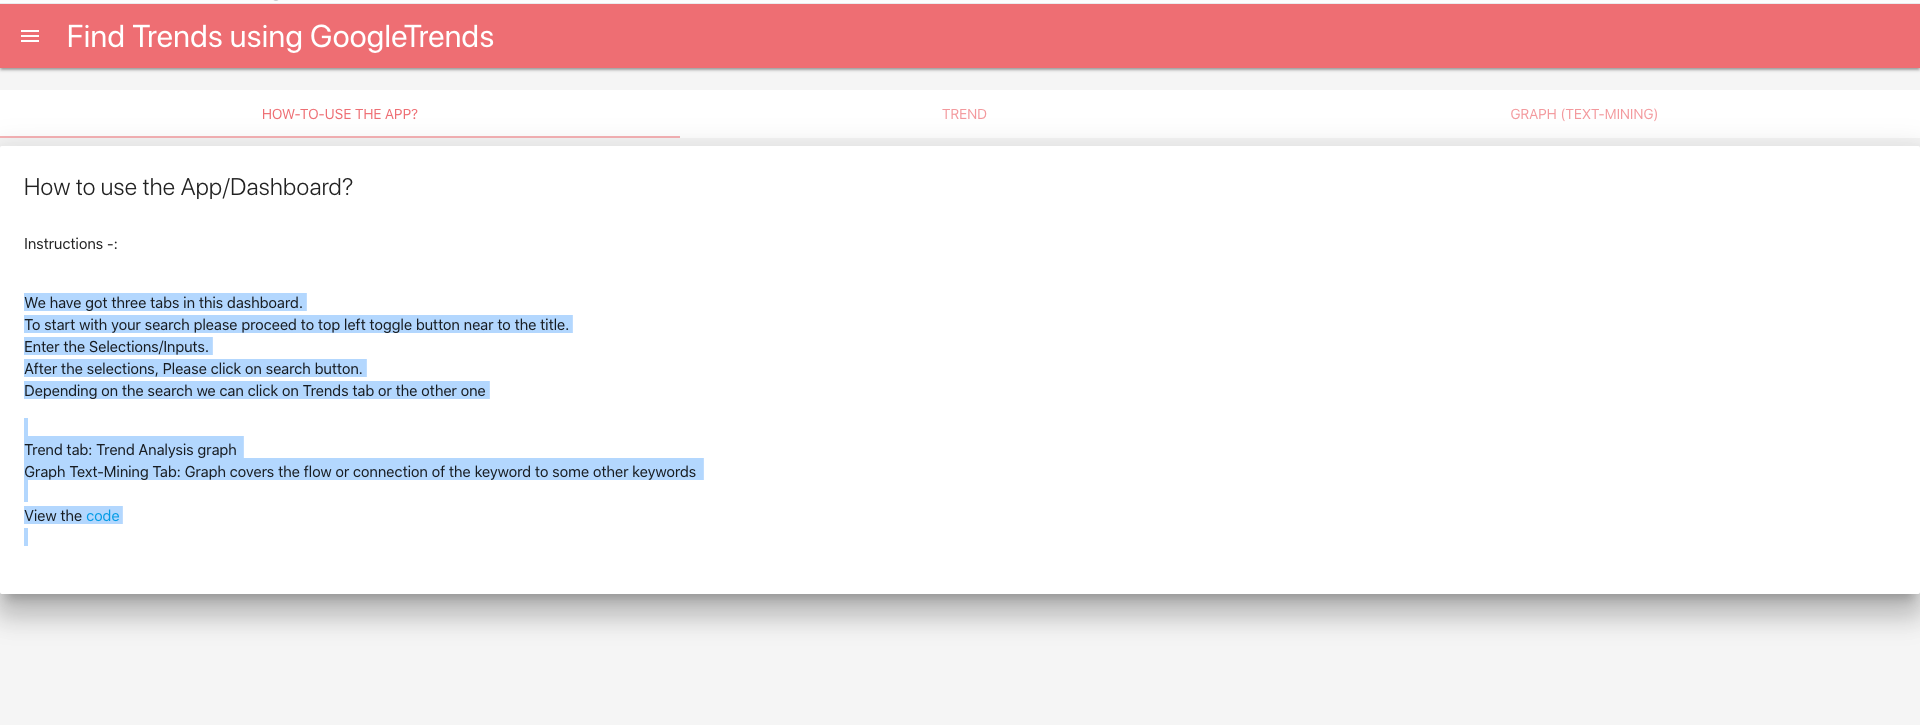 Find Trends using GoogleTrends
HOW-TO-USE THE APP?
TREND
GRAPH (TEXT-MINING)
How to use the App/Dashboard?
Instructions -:
We have got three tabs in this dashboard.
To start with your search please proceed to top left toggle button near to the title.
Enter the Selections/Inputs.
After the selections, Please click on search button.
Depending on the search we can click on Trends tab or the other one
Trend tab: Trend Analysis graph
Graph Text-Mining Tab: Graph covers the flow or connection of the keyword to some other keywords
View the code